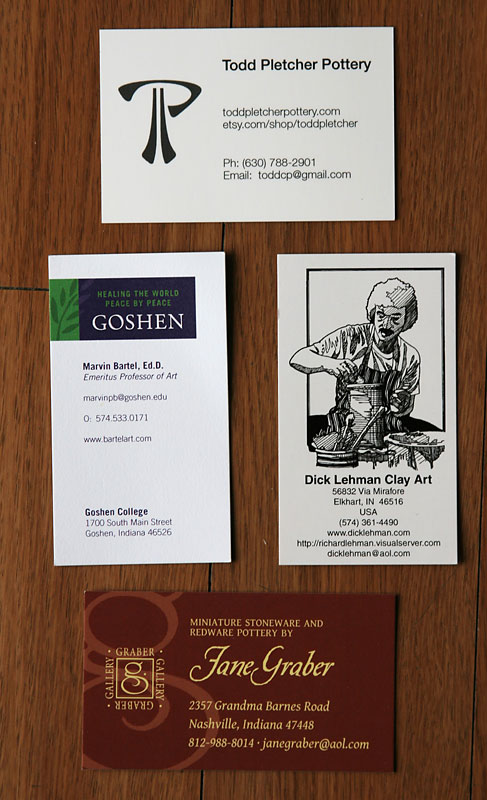 Todd Pletcher Pottery
toddpletcherpottery.com
etsy.com/shop/toddpletcher
Ph: (630) 788-2901
Email: toddcp@gmail.com
HEALING THE WORLD
PEACE BY PEACE
GOSHEN
Marvin Bartel, Ed.D.
Emeritus Professor of Art
marvinpb@goshen.edu
O: 574.533.0171
www.bartelart.com
Goshen College
1700 South Main Street
Goshen, Indiana 46526
Dick Lehman Clay Art
56832 Via Mirafore
Elkhart, IN 46516
USA
(574) 361-4490
www.dicklehman.com
http://richardlehman.visualserver.com
dicklehman@aol.com
GRABER
GALLERY
g
GALLERY
GRABER
MINIATURE STONEWARE AND
REDWARE POTTERY BY
Jane Graber
2357 Grandma Barnes Road
Nashville, Indiana 47448
812-988-8014 · janegraber@aol.com